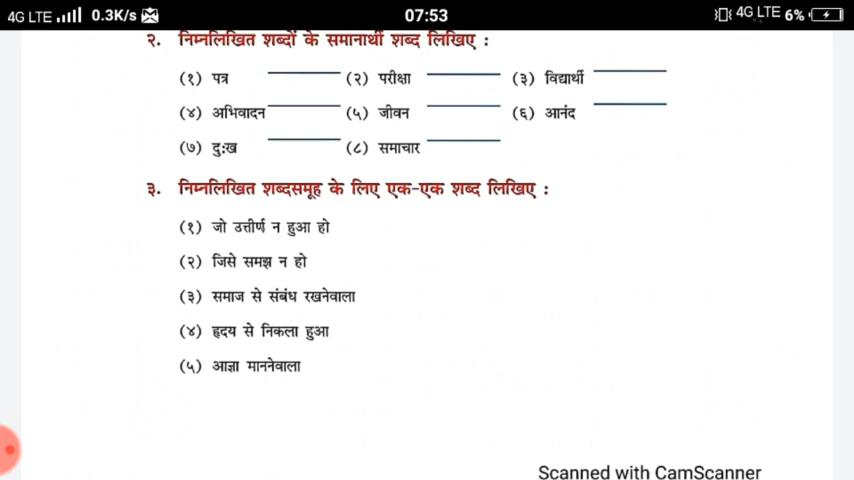 4G LTE 0.3K/s 07:53 4G LTE 6%
२. निम्नलिखित शब्दों के समानार्थी शब्द लिखिए :
(१) पत्र (२) परीक्षा (३) विद्यार्थी
(४) अभिवादन (५) जीवन (६) आनंद
(७) दुःख (८) समाचार
३. निम्नलिखित शब्दसमूह के लिए एक-एक शब्द लिखिए :
(१) जो उत्तीर्ण न हुआ हो
(२) जिसे समझ न हो
(३) समाज से संबंध रखनेवाला
(४) हृदय से निकला हुआ
(५) आज्ञा माननेवाला
Scanned with CamScanner